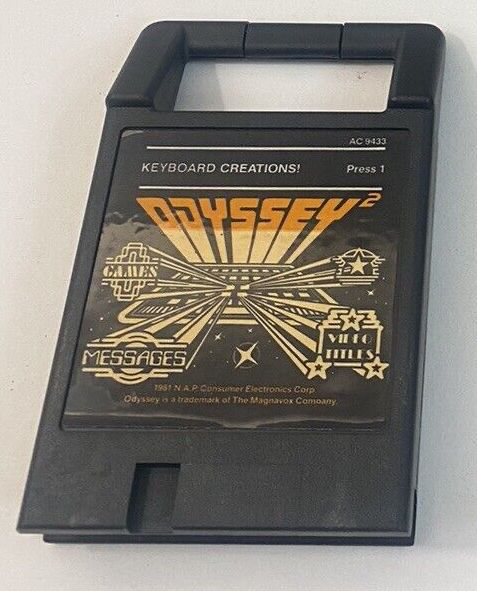 AC 9433
KEYBOARD CREATIONS! Press 1
ODYSSEY²
GAMES
MESSAGES
VIDEO
TITLES
1981 N.A.P. Consumer Electronics Corp.
Odyssey is a trademark of The Magnavox Company.